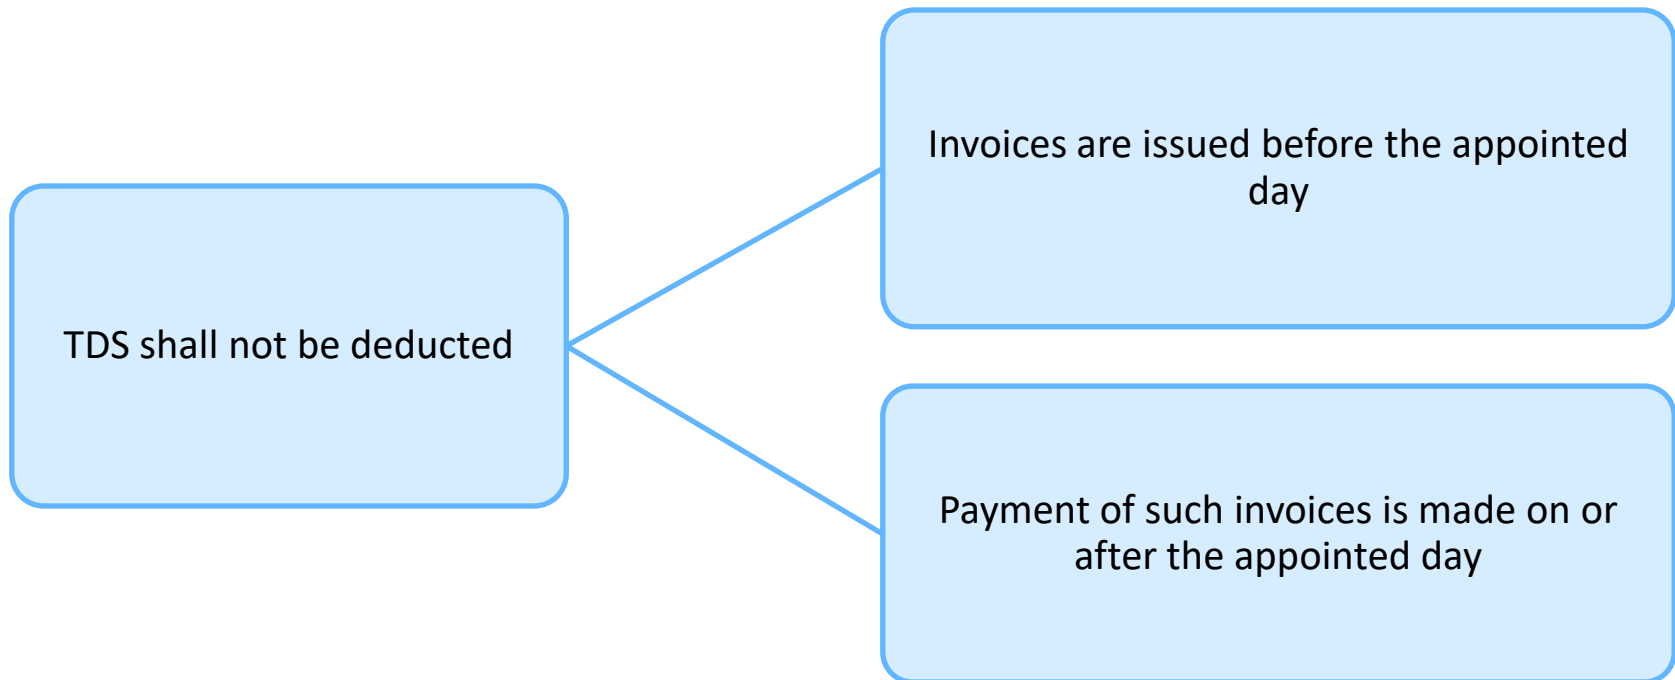 TDS shall not be deducted
Invoices are issued before the appointed
day
Payment of such invoices is made on or
after the appointed day